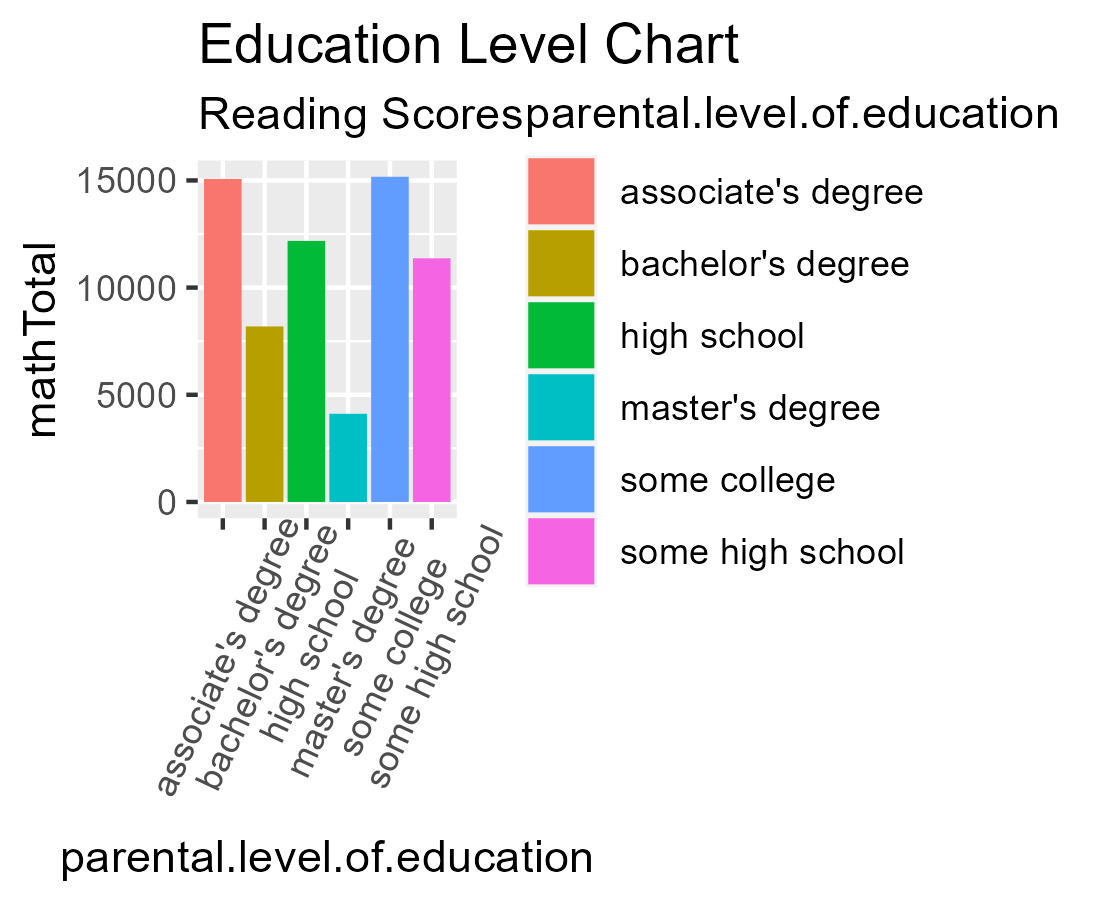 Education Level Chart
Reading Scores
parental.level.of.education
15000
10000
5000
0
mathTotal
associate's degree
bachelor's degree
high school
master's degree
some college
some high school
parental.level.of.education
associate's degree
bachelor's degree
high school
master's degree
some college
some high school